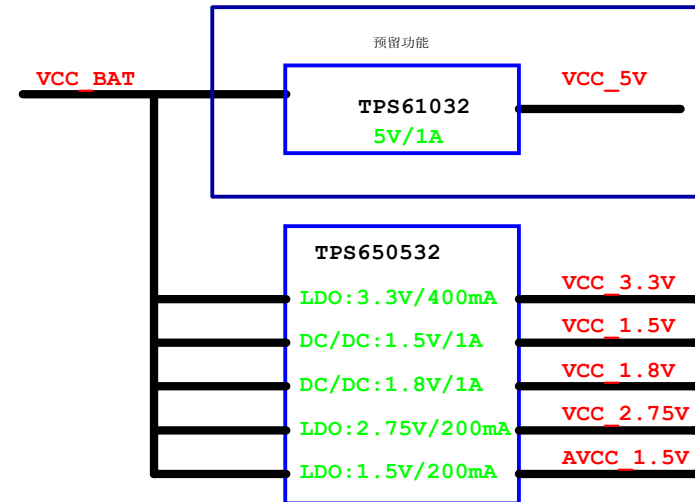 预留功能
VCC_BAT
VCC_5V
TPS61032
5V/1A
TPS650532
LDO:3.3V/400mA
VCC_3.3V
DC/DC:1.5V/1A
VCC_1.5V
DC/DC:1.8V/1A
VCC_1.8V
LDO:2.75V/200mA
VCC_2.75V
LDO:1.5V/200mA
AVCC_1.5V